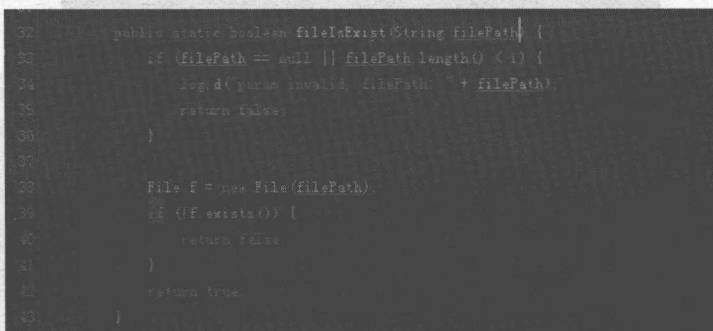 32 public static boolean fileIsExist(String filePath) {
33 if (filePath == null || filePath.length() < 1) {
34 log.d("param invalid, filePath: " + filePath);
35 return false;
36 }
37
38 File f = new File(filePath);
39 if (!f.exists()) {
40 return false;
41 }
42 return true;
43 }